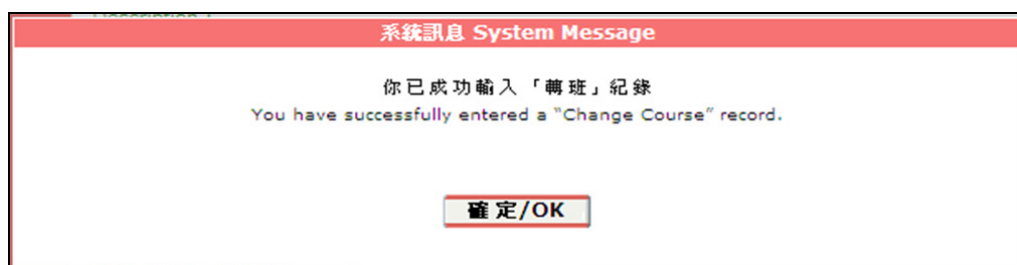 Description :
系統訊息 System Message
你已成功輸入「轉班」紀錄
You have successfully entered a "Change Course" record.
確定/OK